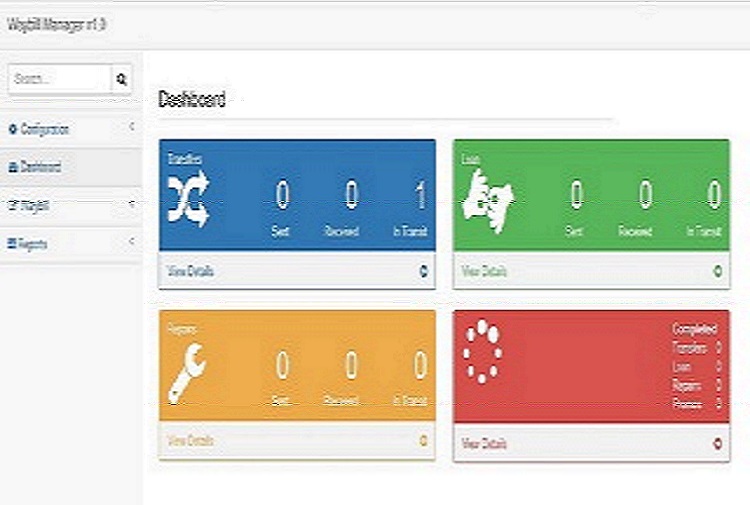 Waybill Manager v1.0
Search...
Configuration
Dashboard
Waybill
Reports
Dashboard
Transfers
0 0 1
Sent Received In Transit
View Details
Loan
0 0 0
Sent Received In Transit
View Details
Repairs
0 0 0
Sent Received In Transit
View Details
Completed
Transfers 0
Loan 0
Repairs 0
View Details